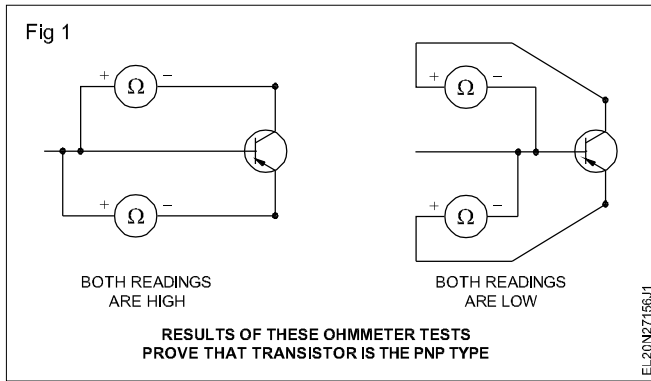 Fig 1
+ Ω −
+ Ω −
+ Ω −
+ Ω −
BOTH READINGS
ARE HIGH
BOTH READINGS
ARE LOW
RESULTS OF THESE OHMMETER TESTS
PROVE THAT TRANSISTOR IS THE PNP TYPE
EL20N27156J1